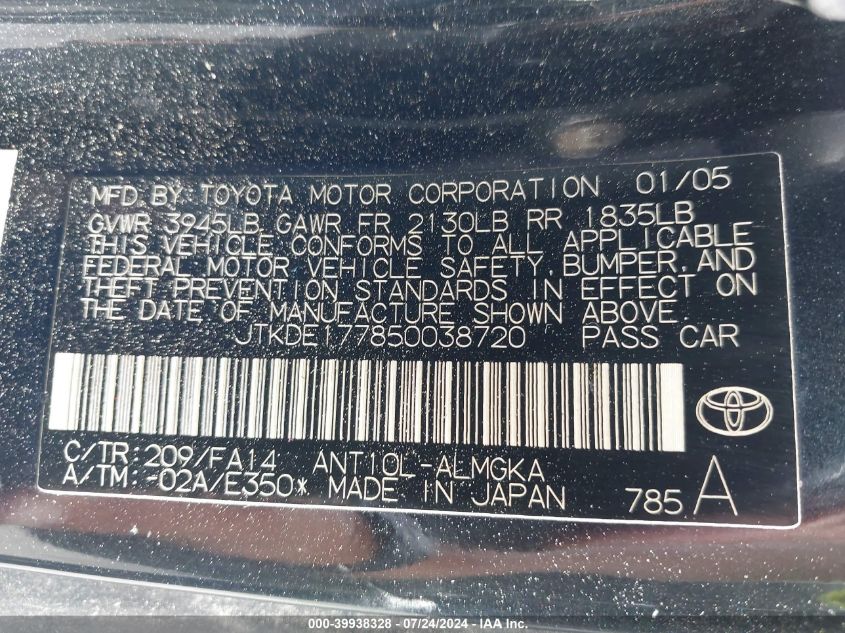 MFD.BY TOYOTA MOTOR CORPORATION 01/05
GVWR 3945LB GAWR FR 2130LB RR 1835LB
THIS VEHICLE CONFORMS TO ALL APPLICABLE
FEDERAL MOTOR VEHICLE SAFETY, BUMPER, AND
THEFT PREVENTION STANDARDS IN EFFECT ON
THE DATE OF MANUFACTURE SHOWN ABOVE.
JTKDE177850038720 PASS CAR
C/TR: 209/FA14 ANT10L-ALMGKA
A/TM: -02A/E350* MADE IN JAPAN 785 A
000-39938328 - 07/24/2024 - IAA Inc.